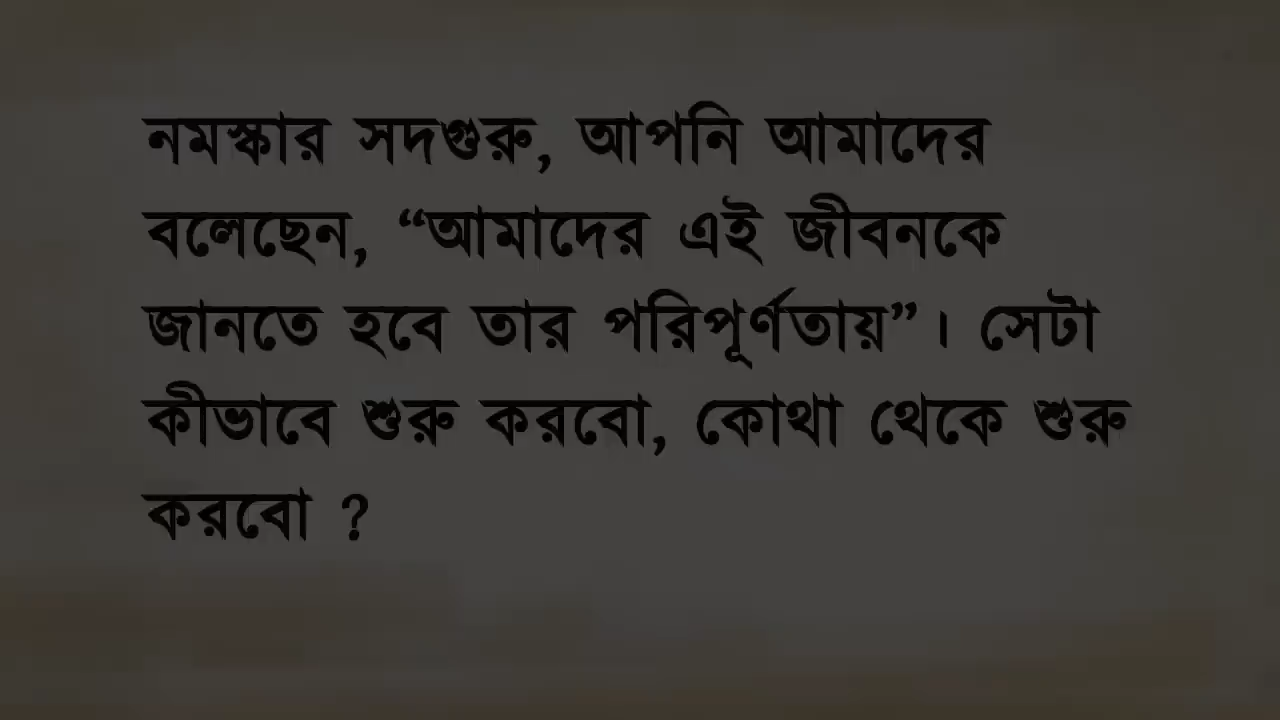 নমস্কার সদগুরু, আপনি আমাদের
বলেছেন, “আমাদের এই জীবনকে
জানতে হবে তার পরিপূর্ণতায়”। সেটা
কীভাবে শুরু করবো, কোথা থেকে শুরু
করবো ?